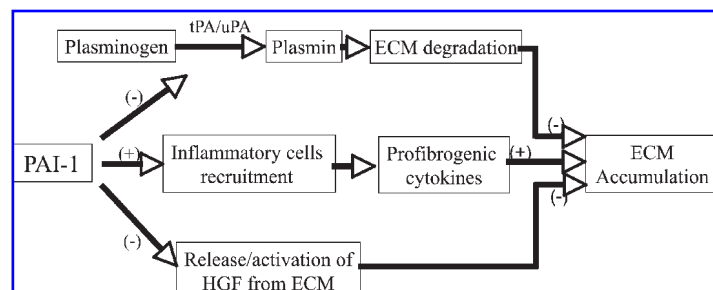 tPA/uPA
Plasminogen
Plasmin
ECM degradation
(-)
(-)
PAI-1
(+)
Inflammatory cells
recruitment
Profibrogenic
cytokines
(+)
ECM
Accumulation
(-)
(-)
Release/activation of
HGF from ECM